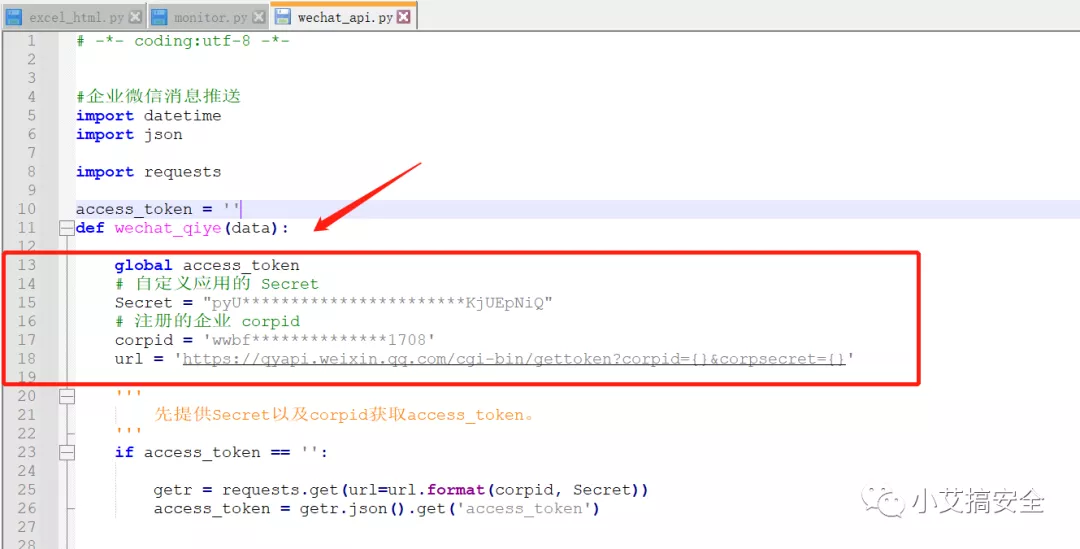 excel_html.py monitor.py wechat_api.py
1 # -*- coding:utf-8 -*-
2
3
4 #企业微信消息推送
5 import datetime
6 import json
7
8 import requests
9
10 access_token = ''
11 def wechat_qiye(data):
12
13 global access_token
14 # 自定义应用的 Secret
15 Secret = "pyU***********************KjUEpNiQ"
16 # 注册的企业 corpid
17 corpid = 'wwbf**************1708'
18 url = 'https://qyapi.weixin.qq.com/cgi-bin/gettoken?corpid={}&corpsecret={}'
19
20 '''
21 先提供Secret以及corpid获取access_token。
22 '''
23 if access_token == '':
24
25 getr = requests.get(url=url.format(corpid, Secret))
26 access_token = getr.json().get('access_token')
27
28
小艾搞安全